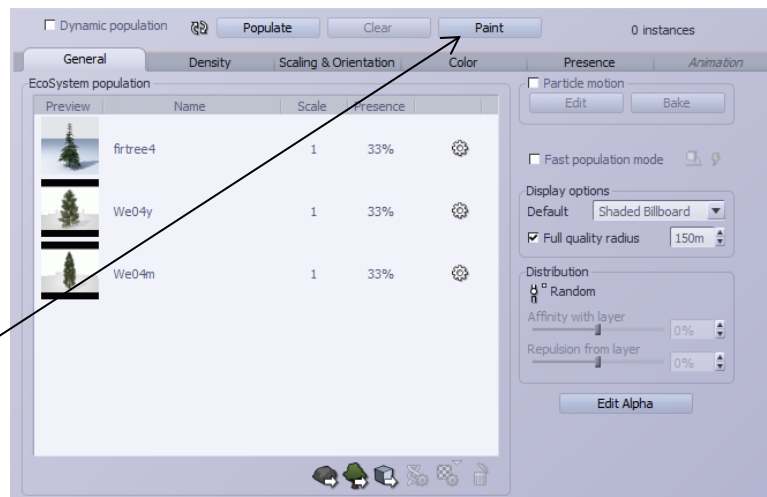 Dynamic population Populate Clear Paint 0 instances
General Density Scaling & Orientation Color Presence Animation
EcoSystem population
Preview Name Scale Presence
firtree4 1 33%
We04y 1 33%
We04m 1 33%
Particle motion
Edit Bake
Fast population mode
Display options
Default Shaded Billboard
Full quality radius 150m
Distribution
Random
Affinity with layer
0%
Repulsion from layer
0%
Edit Alpha